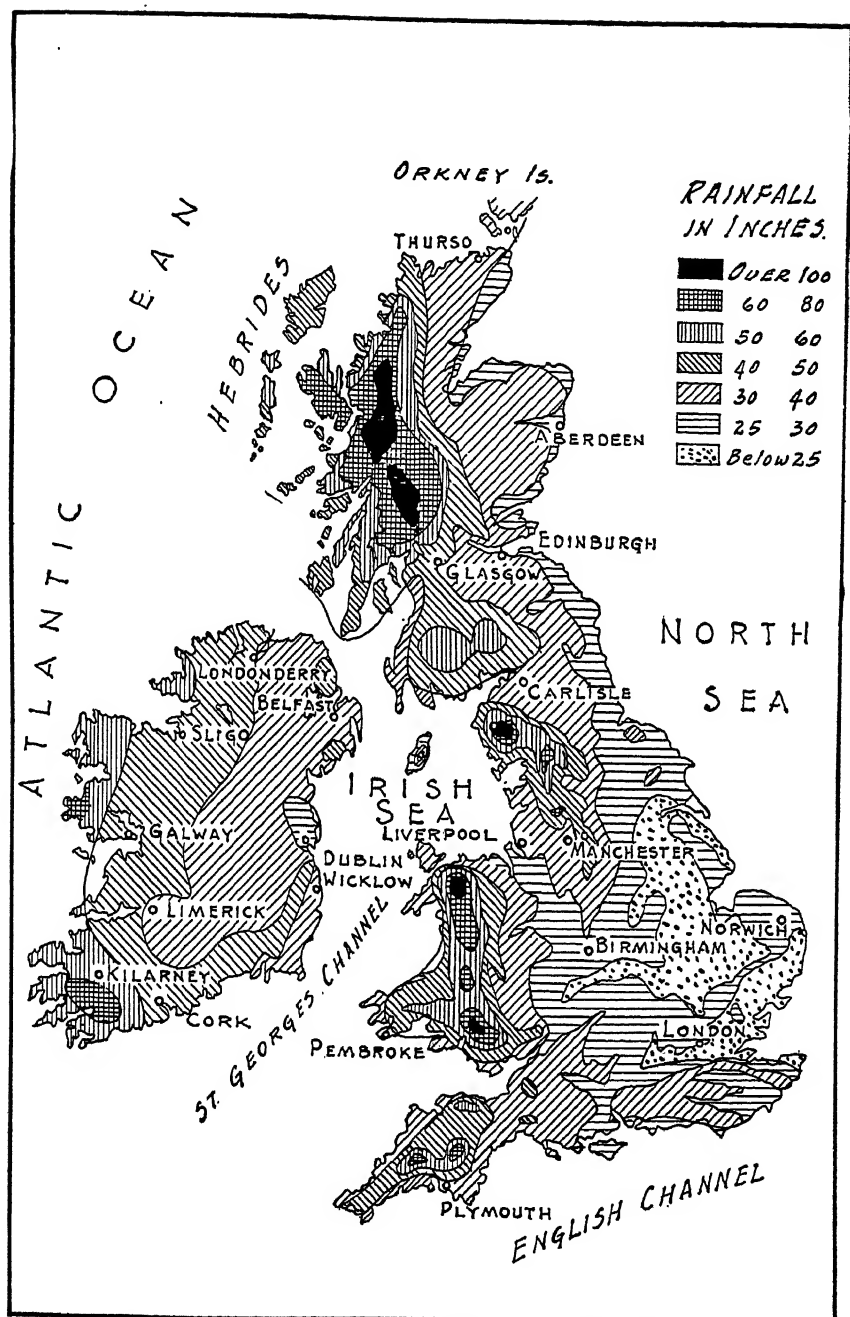 ORKNEY IS.
RAINFALL
IN INCHES.
OVER 100
60 80
50 60
40 50
30 40
25 30
Below 25
THURSO
HEBRIDES
ATLANTIC OCEAN
ABERDEEN
EDINBURGH
GLASGOW
NORTH
SEA
LONDONDERRY
BELFAST
CARLISLE
SLIGO
IRISH
SEA
LIVERPOOL
GALWAY
MANCHESTER
DUBLIN
WICKLOW
LIMERICK
NORWICH
BIRMINGHAM
KILARNEY
CORK
ST. GEORGES CHANNEL
LONDON
PEMBROKE
PLYMOUTH
ENGLISH CHANNEL